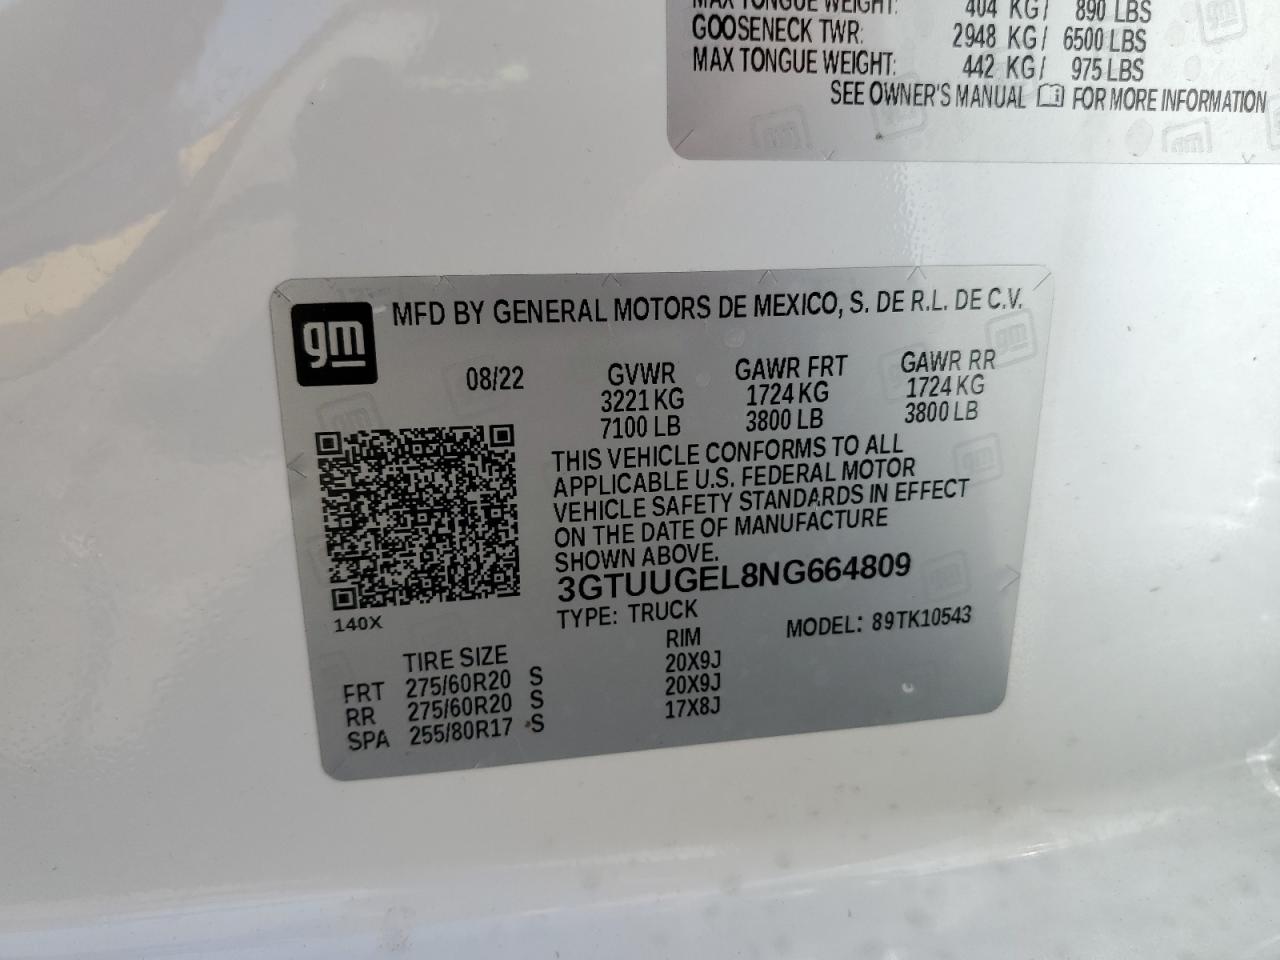 MAX TONGUE WEIGHT: 404 KG/ 890 LBS
GOOSENECK TWR: 2948 KG/ 6500 LBS
MAX TONGUE WEIGHT: 442 KG/ 975 LBS
SEE OWNER'S MANUAL FOR MORE INFORMATION
gm
MFD BY GENERAL MOTORS DE MEXICO, S. DE R.L. DE C.V.
08/22 GVWR GAWR FRT GAWR RR
3221 KG 1724 KG 1724 KG
7100 LB 3800 LB 3800 LB
THIS VEHICLE CONFORMS TO ALL
APPLICABLE U.S. FEDERAL MOTOR
VEHICLE SAFETY STANDARDS IN EFFECT
ON THE DATE OF MANUFACTURE
SHOWN ABOVE.
3GTUUGEL8NG664809
140X
TYPE: TRUCK MODEL: 89TK10543
TIRE SIZE RIM
FRT 275/60R20 S 20X9J
RR 275/60R20 S 20X9J
SPA 255/80R17 S 17X8J